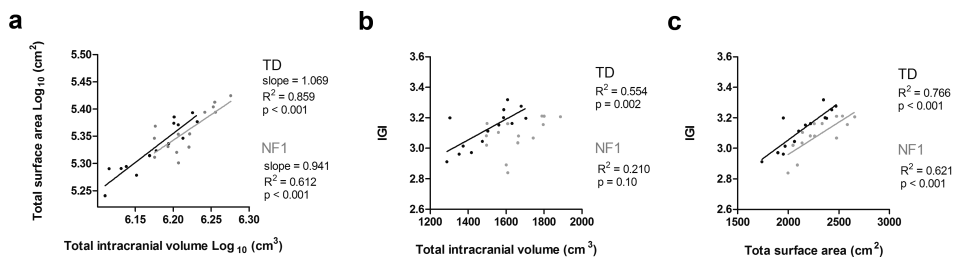 a
Total surface area Log10 (cm2)
5.50
5.45
5.40
5.35
5.30
5.25
6.15
6.20
6.25
6.30
Total intracranial volume Log10 (cm3)
TD
slope = 1.069
R2 = 0.859
p < 0.001
NF1
slope = 0.941
R2 = 0.612
p < 0.001
b
IGI
3.6
3.4
3.2
3.0
2.8
2.6
1200
1400
1600
1800
2000
Total intracranial volume (cm3)
TD
R2 = 0.554
p = 0.002
NF1
R2 = 0.210
p = 0.10
c
IGI
3.6
3.4
3.2
3.0
2.8
2.6
1500
2000
2500
3000
Tota surface area (cm2)
TD
R2 = 0.766
p < 0.001
NF1
R2 = 0.621
p < 0.001